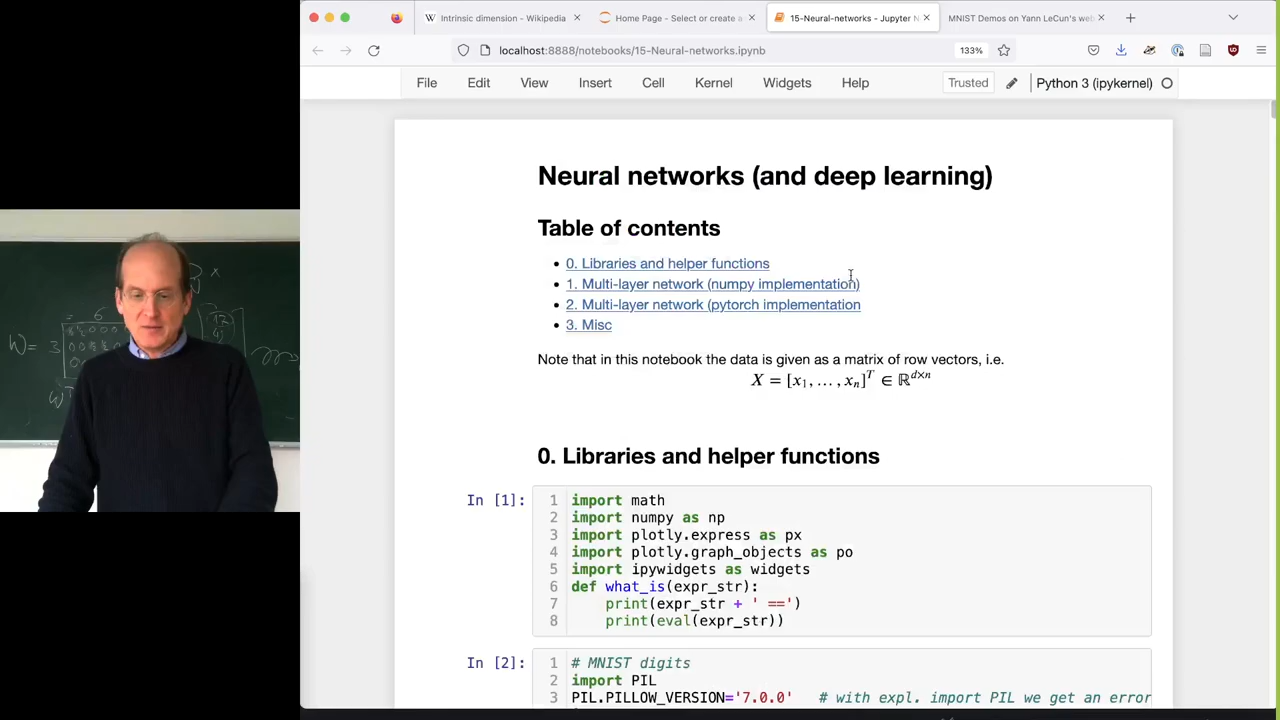 Intrinsic dimension - Wikipedia
Home Page - Select or create a
15-Neural-networks - Jupyter N
MNIST Demos on Yann LeCun's web
localhost:8888/notebooks/15-Neural-networks.ipynb
133%
File Edit View Insert Cell Kernel Widgets Help
Trusted
Python 3 (ipykernel)
Neural networks (and deep learning)
Table of contents
0. Libraries and helper functions
1. Multi-layer network (numpy implementation)
2. Multi-layer network (pytorch implementation
3. Misc
Note that in this notebook the data is given as a matrix of row vectors, i.e.
X = [x₁, …, xₙ]ᵀ ∈ ℝᵈˣⁿ
0. Libraries and helper functions
In [1]:
1 import math
2 import numpy as np
3 import plotly.express as px
4 import plotly.graph_objects as po
5 import ipywidgets as widgets
6 def what_is(expr_str):
7 print(expr_str + ' ==')
8 print(eval(expr_str))
In [2]:
1 # MNIST digits
2 import PIL
3 PIL.PILLOW_VERSION='7.0.0' # with expl. import PIL we get an error
W =
3
6